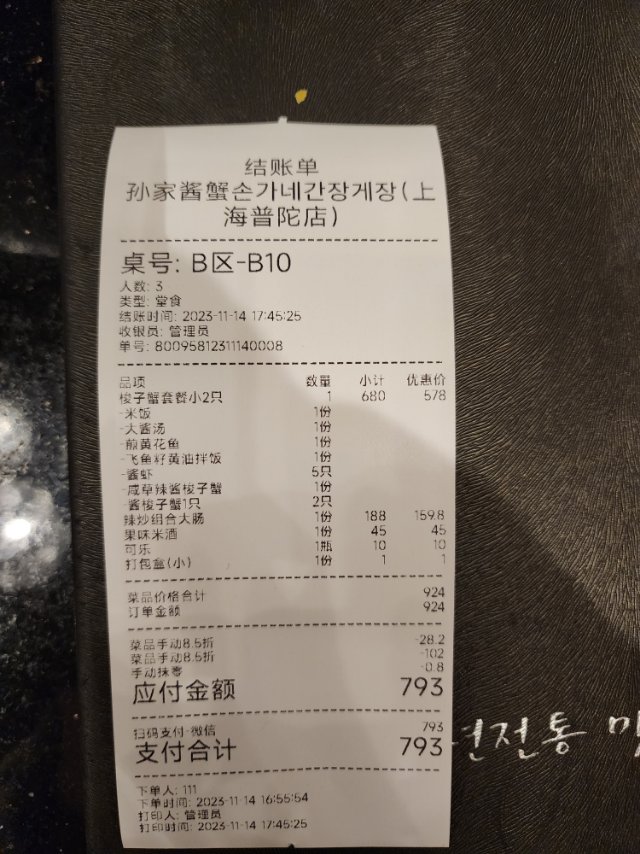 结账单
孙家酱蟹손가네간장게장(上
海普陀店)
桌号: B区-B10
人数: 3
类型: 堂食
结账时间: 2023-11-14 17:45:25
收银员: 管理员
单号: 80095812311140008
品项 数量 小计 优惠价
梭子蟹套餐小2只 1 680 578
-米饭 1份
-大酱汤 1份
-煎黄花鱼 1份
-飞鱼籽黄油拌饭 1份
-酱虾 5只
-咸草辣酱梭子蟹 1份
-酱梭子蟹1只 2只
辣炒组合大肠 1份 188 159.8
果味米酒 1份 45 45
可乐 1瓶 10 10
打包盒(小) 1份 1 1
菜品价格合计 924
订单金额 924
菜品手动8.5折 -28.2
菜品手动8.5折 -102
手动抹零 -0.8
应付金额 793
扫码支付-微信 793
支付合计 793
전통 맛
下单人: 111
下单时间: 2023-11-14 16:55:54
打印人: 管理员
打印时间: 2023-11-14 17:45:25